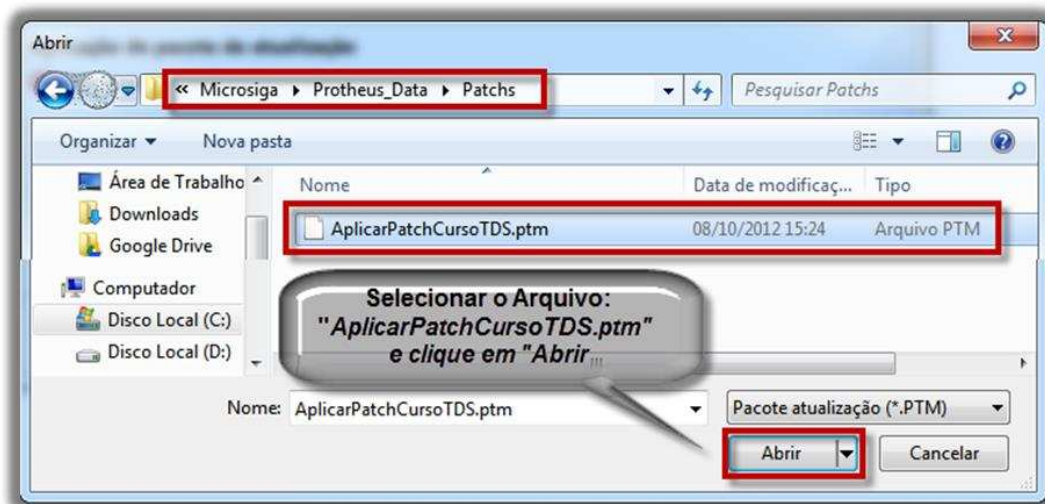 Abrir
« Microsiga ▸ Protheus_Data ▸ Patchs
Pesquisar Patchs
Organizar
Nova pasta
Área de Trabalho
Downloads
Google Drive
Computador
Disco Local (C:)
Disco Local (D:)
Nome
Data de modificaç...
Tipo
AplicarPatchCursoTDS.ptm
08/10/2012 15:24
Arquivo PTM
Selecionar o Arquivo:
"AplicarPatchCursoTDS.ptm"
e clique em "Abrir"
Nome:
AplicarPatchCursoTDS.ptm
Pacote atualização (*.PTM)
Abrir
Cancelar